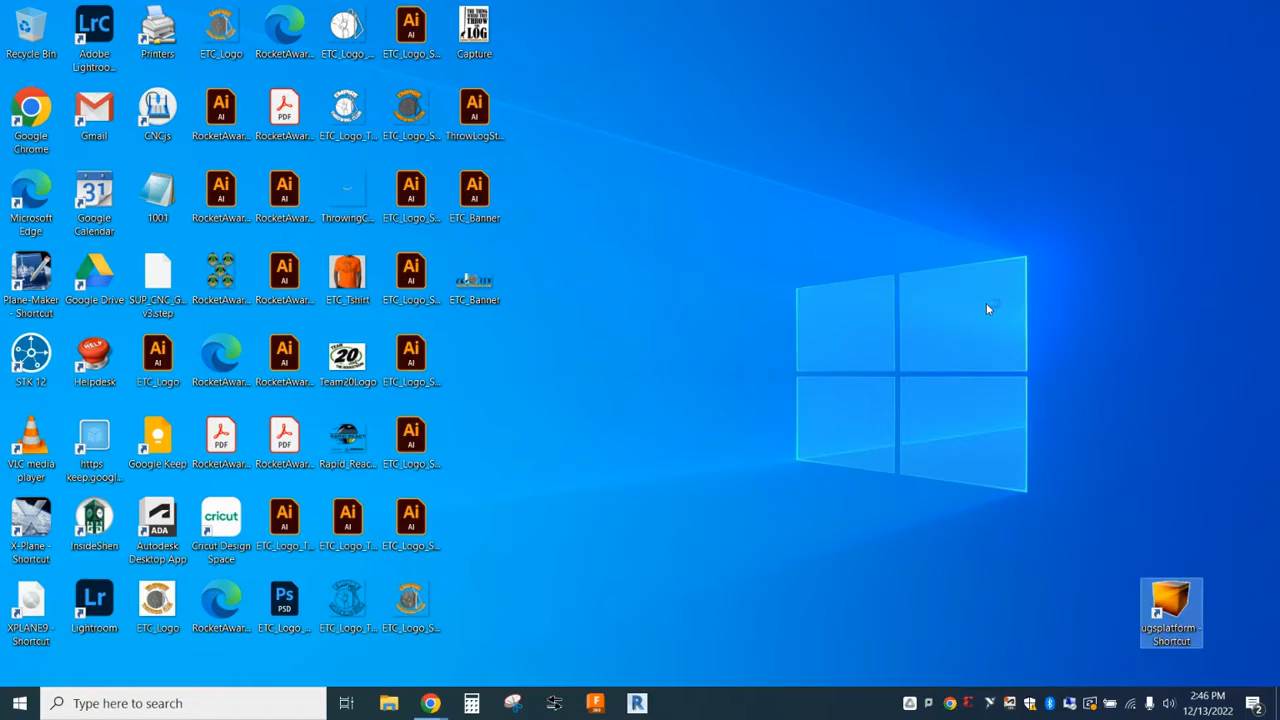 Recycle Bin
Adobe
Lightroo...
Printers
ETC_Logo
RocketAwar...
ETC_Logo_...
ETC_Logo_S...
Capture
Google
Chrome
Gmail
CNCjs
RocketAwar...
RocketAwar...
ETC_Logo_T...
ETC_Logo_S...
ThrowLogSt...
Microsoft
Edge
Google
Calendar
1001
RocketAwar...
RocketAwar...
ThrowingC...
ETC_Logo_S...
ETC_Banner
Plane-Maker
- Shortcut
Google Drive
SUP_CNC_G...
v3.step
RocketAwar...
RocketAwar...
ETC_Tshirt
ETC_Logo_S...
ETC_Banner
STK 12
Helpdesk
ETC_Logo
RocketAwar...
RocketAwar...
Team20Logo
ETC_Logo_S...
VLC media
player
https
keep.googl...
Google Keep
RocketAwar...
RocketAwar...
Rapid_Reac...
ETC_Logo_S...
X-Plane -
Shortcut
InsideShen
Autodesk
Desktop App
Cricut Design
Space
ETC_Logo_T...
ETC_Logo_T...
ETC_Logo_S...
XPLANE9 -
Shortcut
Lightroom
ETC_Logo
RocketAwar...
ETC_Logo_...
ETC_Logo_T...
ETC_Logo_S...
ugsplatform -
Shortcut
Type here to search
2:46 PM
12/13/2022
2